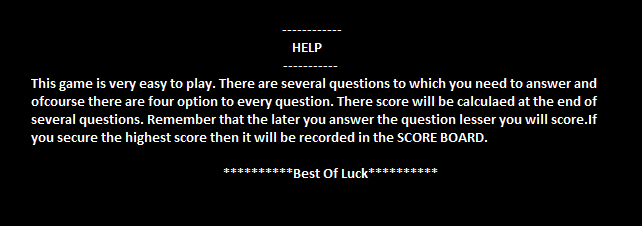 ------------
HELP
-----------
This game is very easy to play. There are several questions to which you need to answer and
ofcourse there are four option to every question. There score will be calculaed at the end of
several questions. Remember that the later you answer the question lesser you will score.If
you secure the highest score then it will be recorded in the SCORE BOARD.
**********Best Of Luck**********